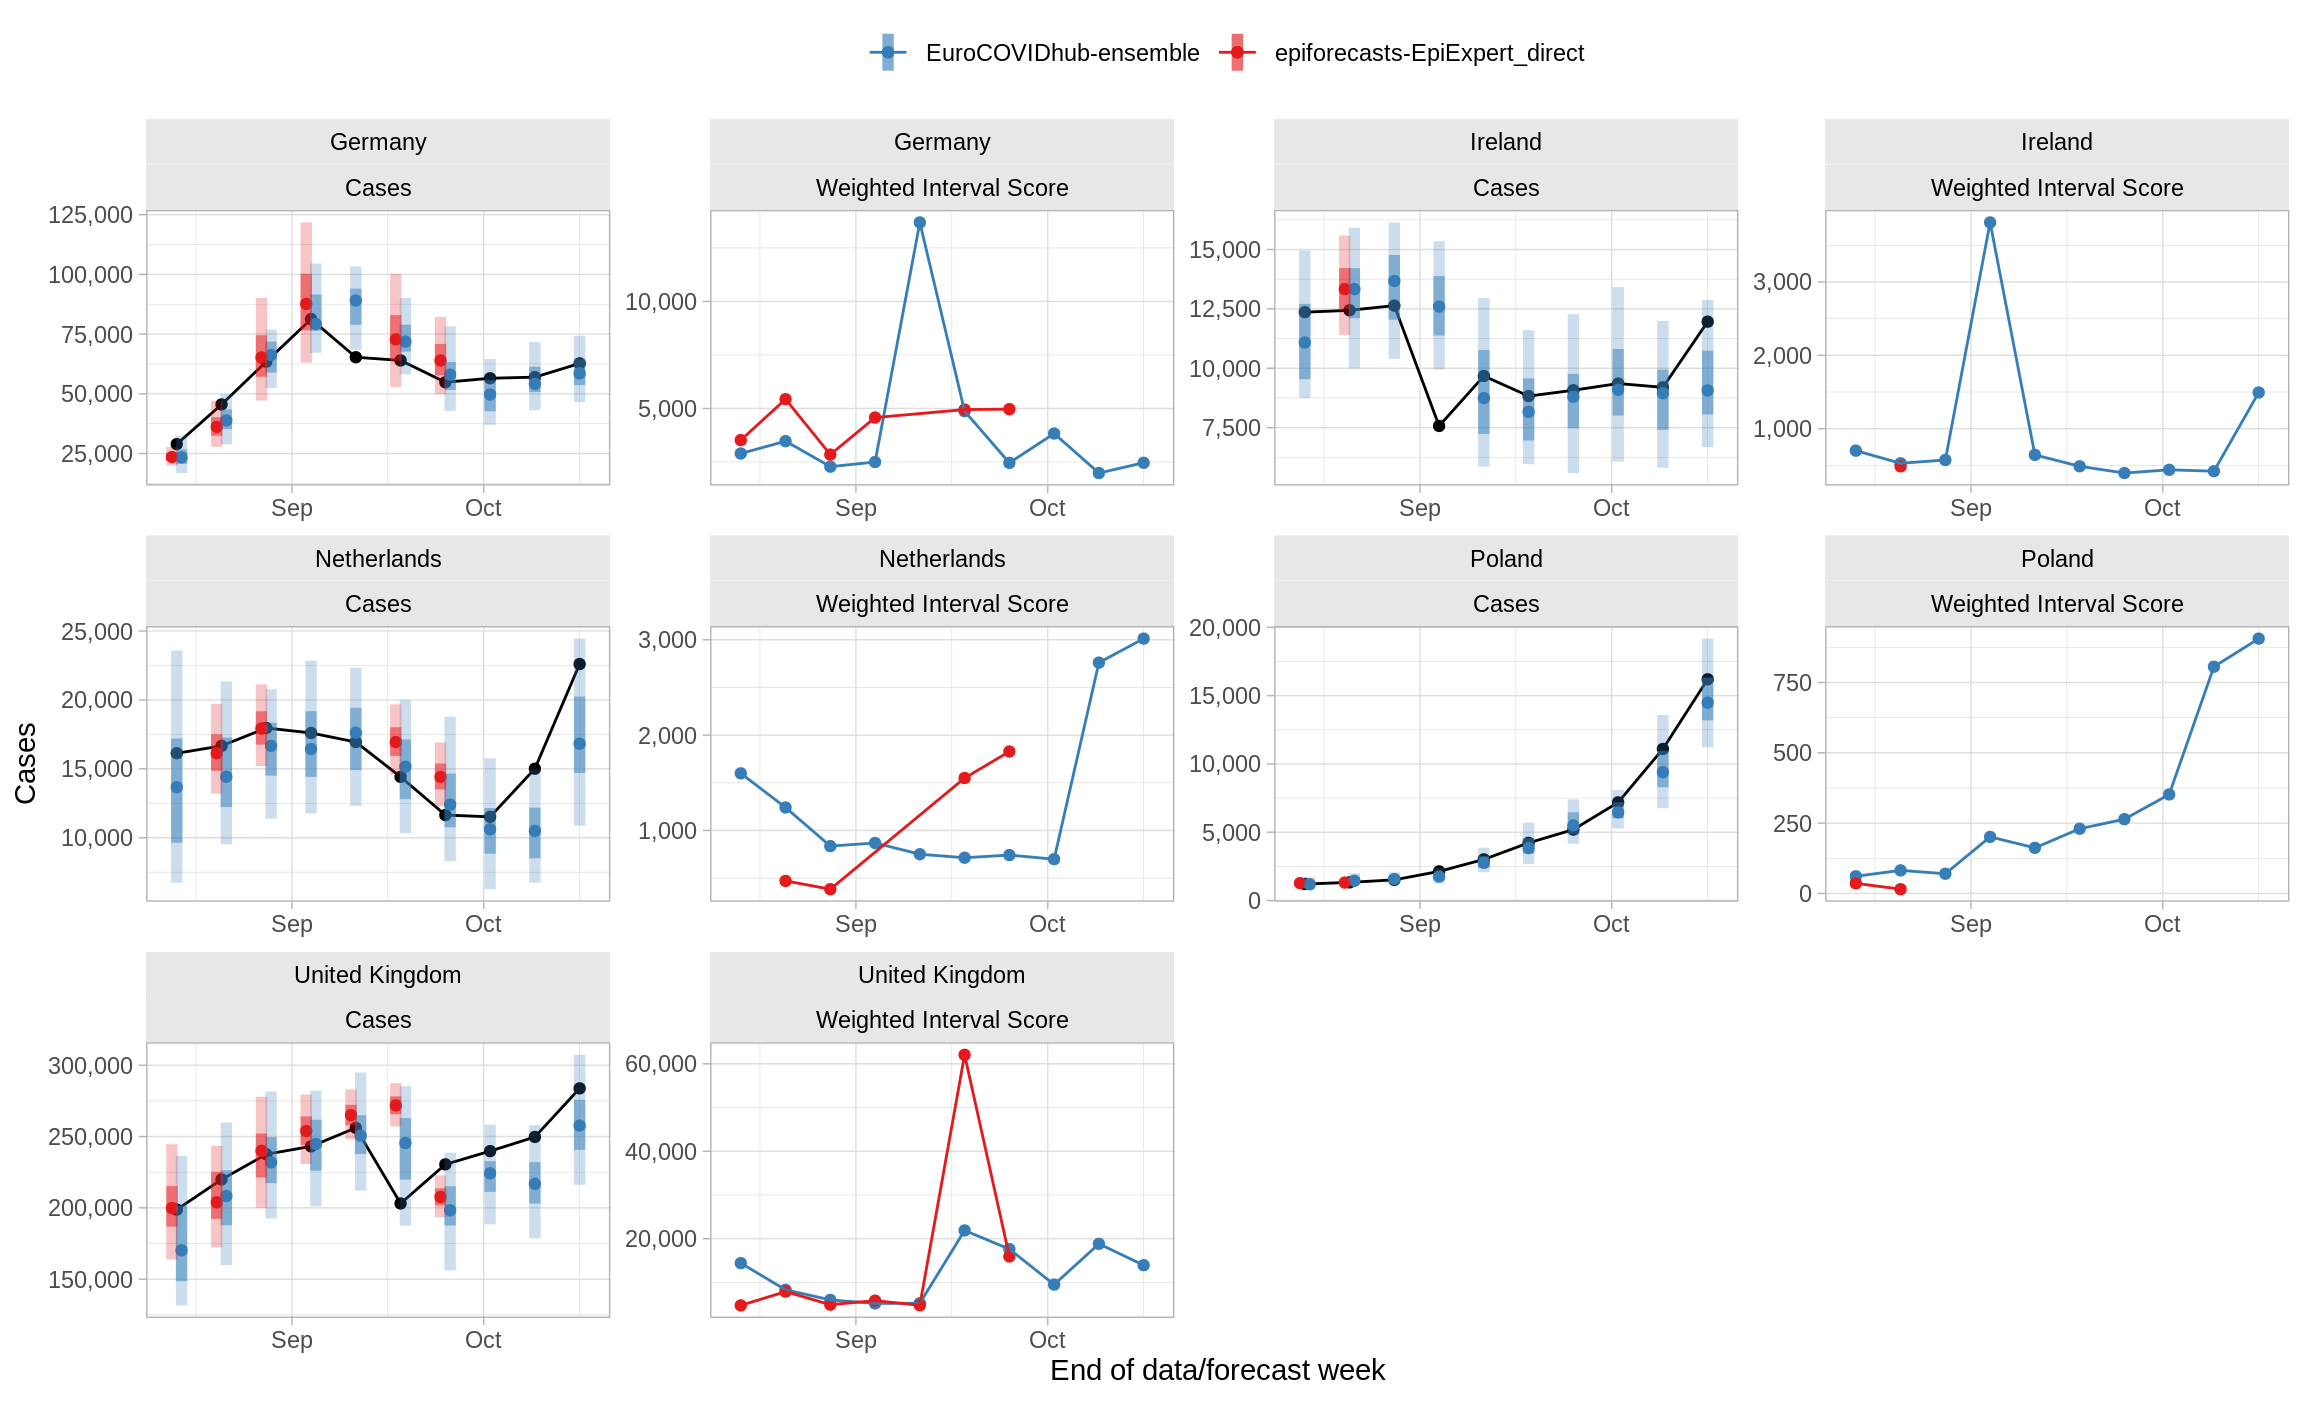 EuroCOVIDhub-ensemble epiforecasts-EpiExpert_direct
Germany
Cases
125,000
100,000
75,000
50,000
25,000
Sep Oct
Germany
Weighted Interval Score
10,000
5,000
Sep Oct
Ireland
Cases
15,000
12,500
10,000
7,500
Sep Oct
Ireland
Weighted Interval Score
3,000
2,000
1,000
Sep Oct
Netherlands
Cases
25,000
20,000
15,000
10,000
Sep Oct
Netherlands
Weighted Interval Score
3,000
2,000
1,000
Sep Oct
Poland
Cases
20,000
15,000
10,000
5,000
0
Sep Oct
Poland
Weighted Interval Score
750
500
250
0
Sep Oct
United Kingdom
Cases
300,000
250,000
200,000
150,000
Sep Oct
United Kingdom
Weighted Interval Score
60,000
40,000
20,000
Sep Oct
Cases
End of data/forecast week